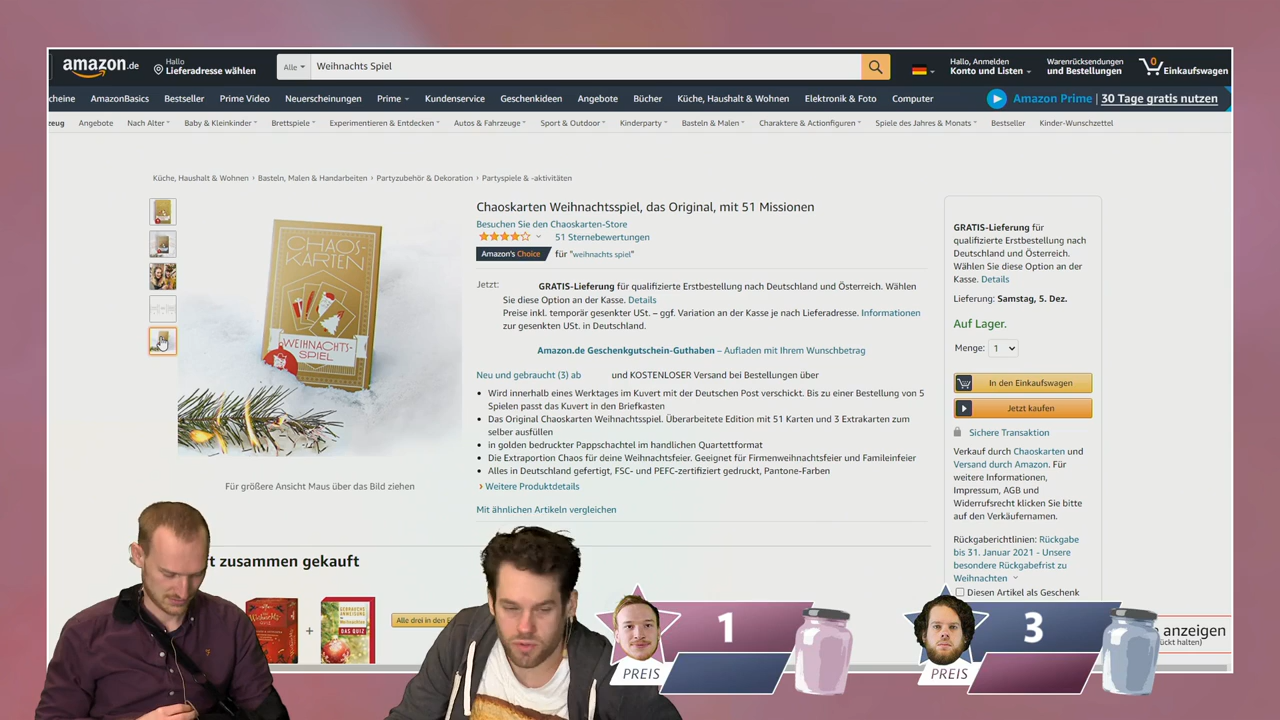 amazon.de
Hallo
Lieferadresse wählen
Alle
Weihnachts Spiel
Hallo, Anmelden
Konto und Listen
Warenrücksendungen
und Bestellungen
0
Einkaufswagen
cheine
AmazonBasics
Bestseller
Prime Video
Neuerscheinungen
Prime
Kundenservice
Geschenkideen
Angebote
Bücher
Küche, Haushalt & Wohnen
Elektronik & Foto
Computer
Amazon Prime | 30 Tage gratis nutzen
zeug
Angebote
Nach Alter
Baby & Kleinkinder
Brettspiele
Experimentieren & Entdecken
Autos & Fahrzeuge
Sport & Outdoor
Kinderparty
Basteln & Malen
Charaktere & Actionfiguren
Spiele des Jahres & Monats
Bestseller
Kinder-Wunschzettel
Küche, Haushalt & Wohnen › Basteln, Malen & Handarbeiten › Partyzubehör & Dekoration › Partyspiele & -aktivitäten
CHAOS-
KARTEN
WEIHNACHTS-
SPIEL
Für größere Ansicht Maus über das Bild ziehen
Chaoskarten Weihnachtsspiel, das Original, mit 51 Missionen
Besuchen Sie den Chaoskarten-Store
51 Sternebewertungen
Amazon's Choice für "weihnachts spiel"
Jetzt: GRATIS-Lieferung für qualifizierte Erstbestellung nach Deutschland und Österreich. Wählen
Sie diese Option an der Kasse. Details
Preise inkl. temporär gesenkter USt. – ggf. Variation an der Kasse je nach Lieferadresse. Informationen
zur gesenkten USt. in Deutschland.
Amazon.de Geschenkgutschein-Guthaben – Aufladen mit Ihrem Wunschbetrag
Neu und gebraucht (3) ab und KOSTENLOSER Versand bei Bestellungen über
• Wird innerhalb eines Werktages im Kuvert mit der Deutschen Post verschickt. Bis zu einer Bestellung von 5
Spielen passt das Kuvert in den Briefkasten
• Das Original Chaoskarten Weihnachtsspiel. Überarbeitete Edition mit 51 Karten und 3 Extrakarten zum
selber ausfüllen
• in golden bedruckter Pappschachtel im handlichen Quartettformat
• Die Extraportion Chaos für deine Weihnachtsfeier. Geeignet für Firmenweihnachtsfeier und Fameilenfeier
• Alles in Deutschland gefertigt, FSC- und PEFC-zertifiziert gedruckt, Pantone-Farben
› Weitere Produktdetails
Mit ähnlichen Artikeln vergleichen
GRATIS-Lieferung für
qualifizierte Erstbestellung nach
Deutschland und Österreich.
Wählen Sie diese Option an der
Kasse. Details
Lieferung: Samstag, 5. Dez.
Auf Lager.
Menge: 1
In den Einkaufswagen
Jetzt kaufen
Sichere Transaktion
Verkauf durch Chaoskarten und
Versand durch Amazon. Für
weitere Informationen,
Impressum, AGB und
Widerrufsrecht klicken Sie bitte
auf den Verkäufernamen.
Rückgaberichtlinien: Rückgabe
bis 31. Januar 2021 - Unsere
besondere Rückgabefrist zu
Weihnachten
Diesen Artikel als Geschenk
t zusammen gekauft
GEBRAUCHS-
ANWEISUNG
WEIHNACHTEN
DAS QUIZ
+
Alle drei in den E
anzeigen
ückt halten)
1
PREIS
3
PREIS